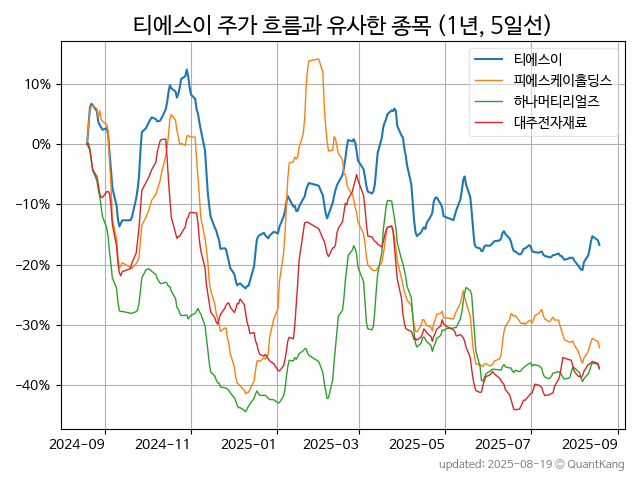 티에스이 주가 흐름과 유사한 종목 (1년, 5일선)
티에스이
피에스케이홀딩스
하나머티리얼즈
대주전자재료
10%
0%
−10%
−20%
−30%
−40%
2024-09 2024-11 2025-01 2025-03 2025-05 2025-07 2025-09
updated: 2025-08-19 © QuantKang